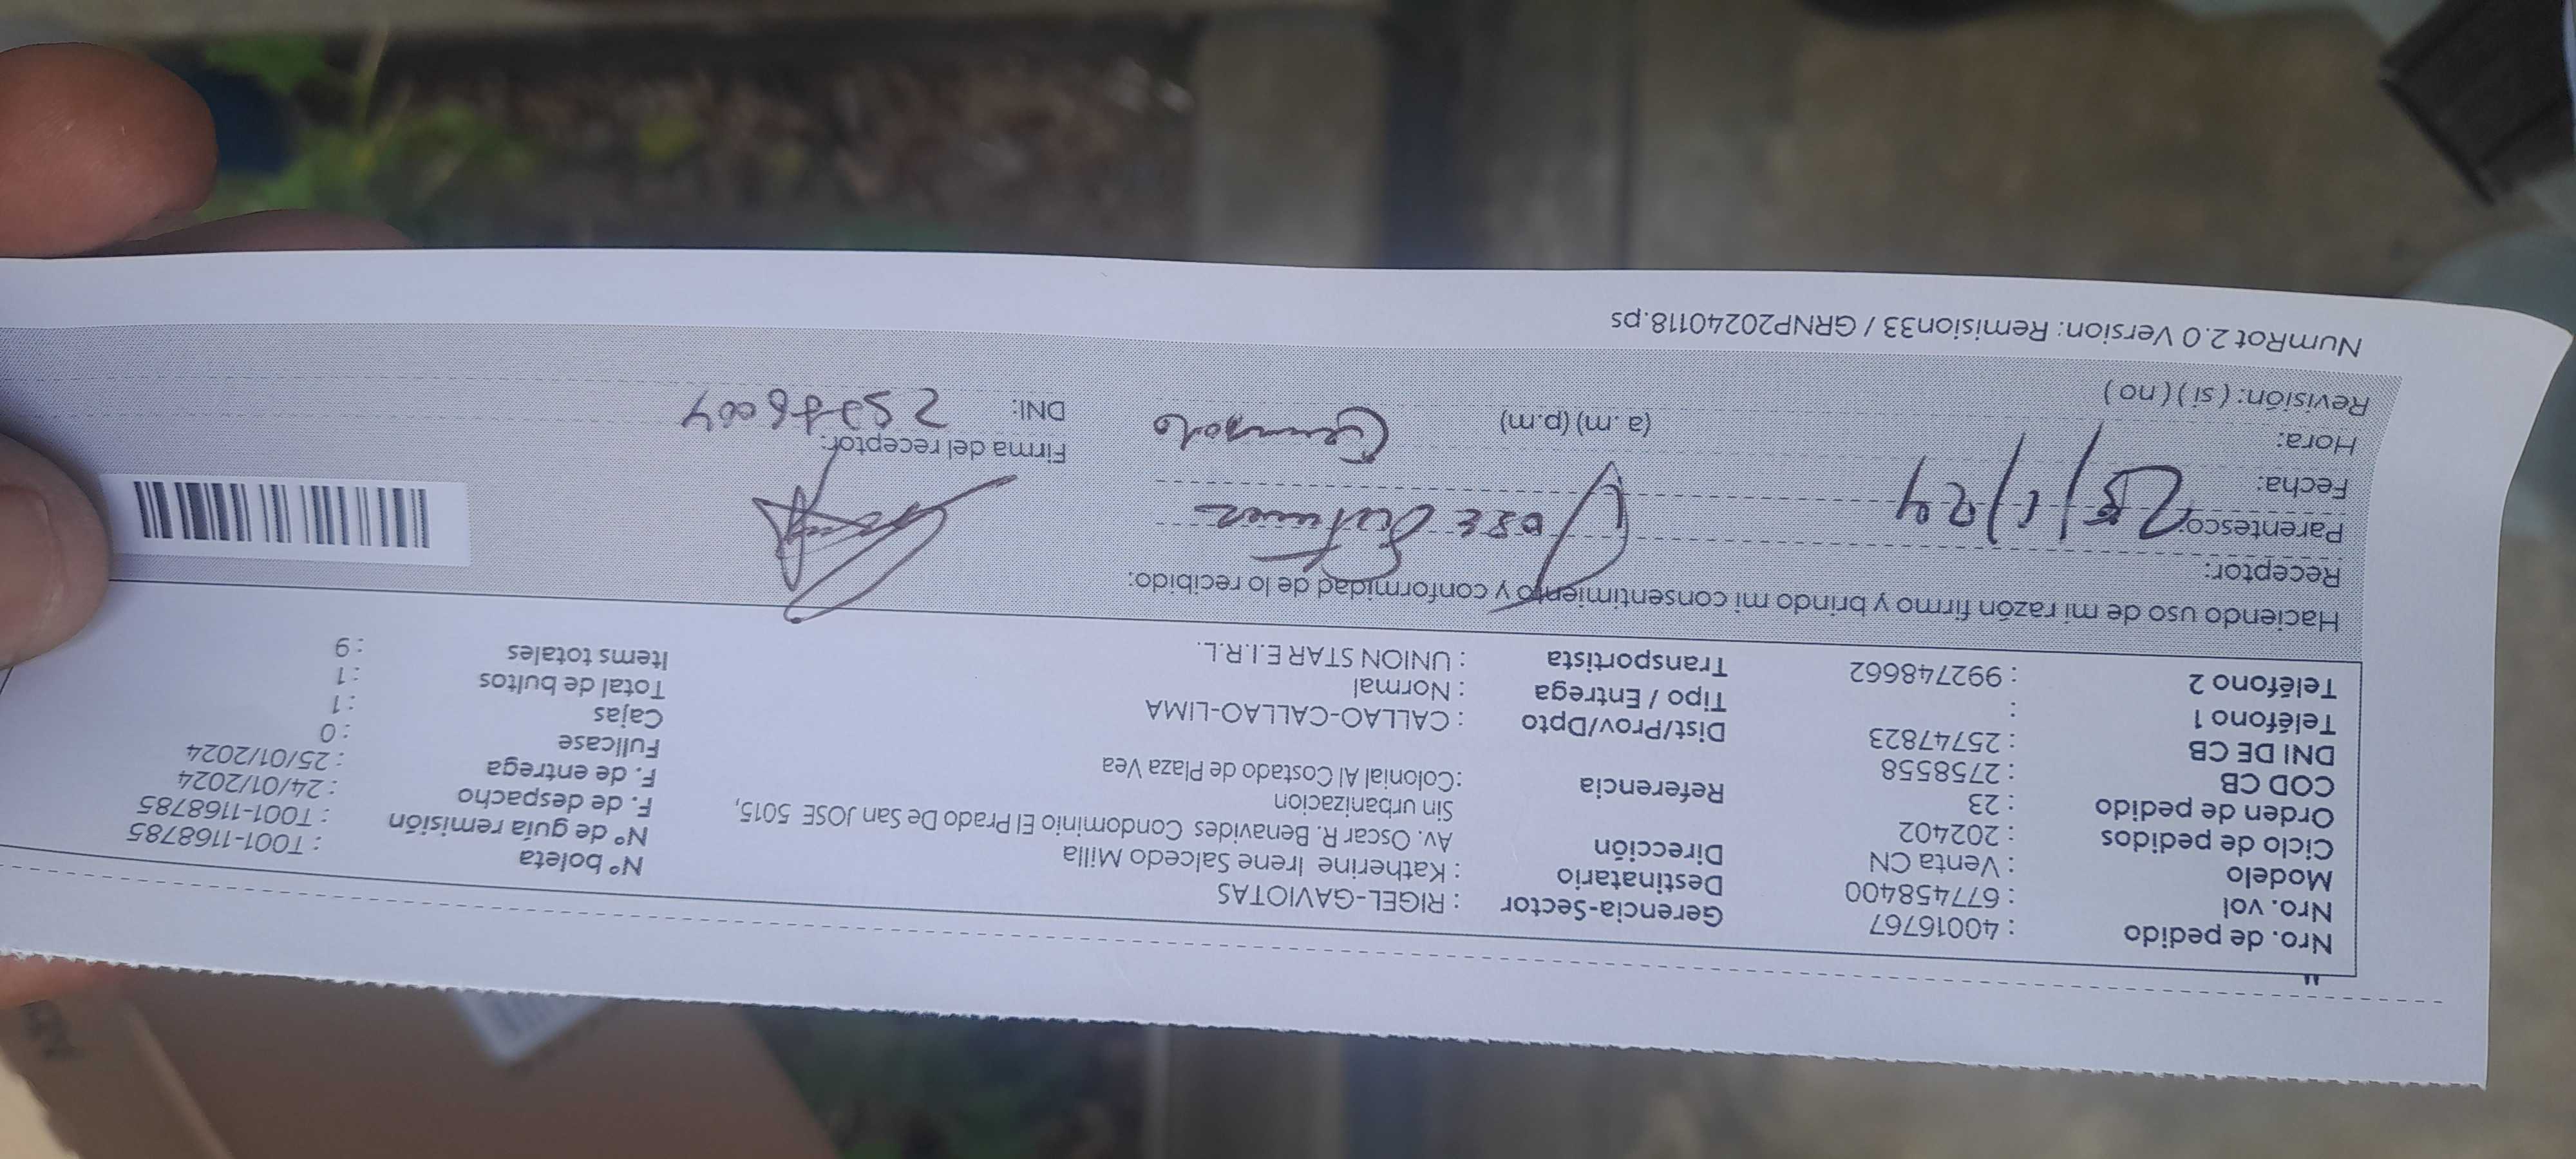 Nro. de pedido : 40016767 Gerencia-Sector : RIGEL-GAVIOTAS N° boleta : T001-1168785
Nro. vol : 677458400 Destinatario : Katherine Irene Salcedo Milla N° de guía remisión : T001-1168785
Modelo : Venta CN Dirección Av. Oscar R. Benavides Condominio El Prado De San JOSE 5015, F. de despacho : 24/01/2024
Ciclo de pedidos : 202402 Sin urbanizacion F. de entrega : 25/01/2024
Orden de pedido : 23 Referencia :Colonial Al Costado de Plaza Vea Fullcase : 0
COD CB : 2758558 Cajas : 1
DNI DE CB : 25747823 Dist/Prov/Dpto : CALLAO-CALLAO-LIMA Total de bultos : 1
Teléfono 1 : Tipo / Entrega : Normal Items totales : 9
Teléfono 2 : 992748662 Transportista : UNION STAR E.I.R.L.
Haciendo uso de mi razón firmo y brindo mi consentimiento y conformidad de lo recibido:
Receptor:
Parentesco: Jose
Fecha: 25/1/24
Hora: (a .m) (p.m) Firma del receptor:
Revisión: ( si ) ( no ) DNI:
NumRot 2.0 Version: Remision33 / GRNP20240118.ps